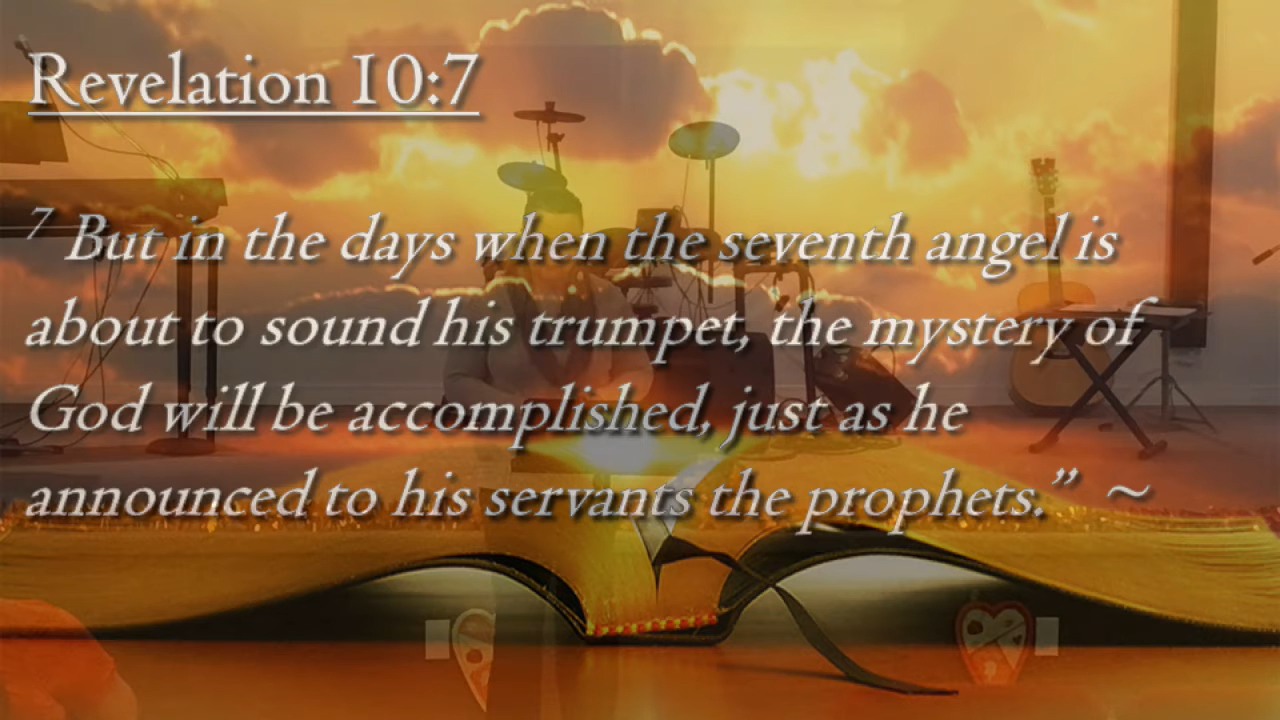 Revelation 10:7
7 But in the days when the seventh angel is
about to sound his trumpet, the mystery of
God will be accomplished, just as he
announced to his servants the prophets.” ~